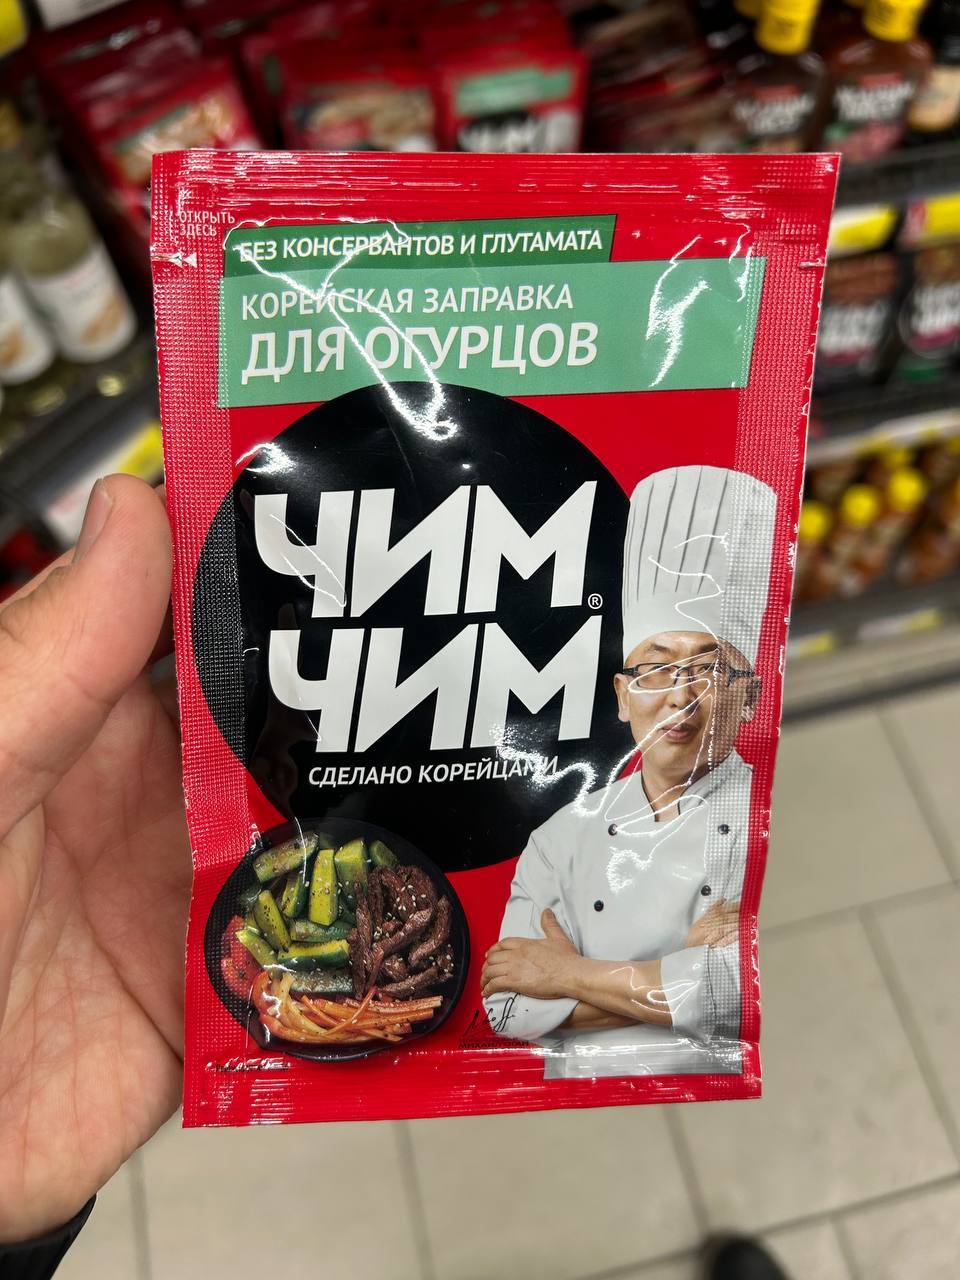 ОТКРЫТЬ
ЗДЕСЬ
БЕЗ КОНСЕРВАНТОВ И ГЛУТАМАТА
КОРЕЙСКАЯ ЗАПРАВКА
ДЛЯ ОГУРЦОВ
ЧИМ®
ЧИМ
СДЕЛАНО КОРЕЙЦАМИ